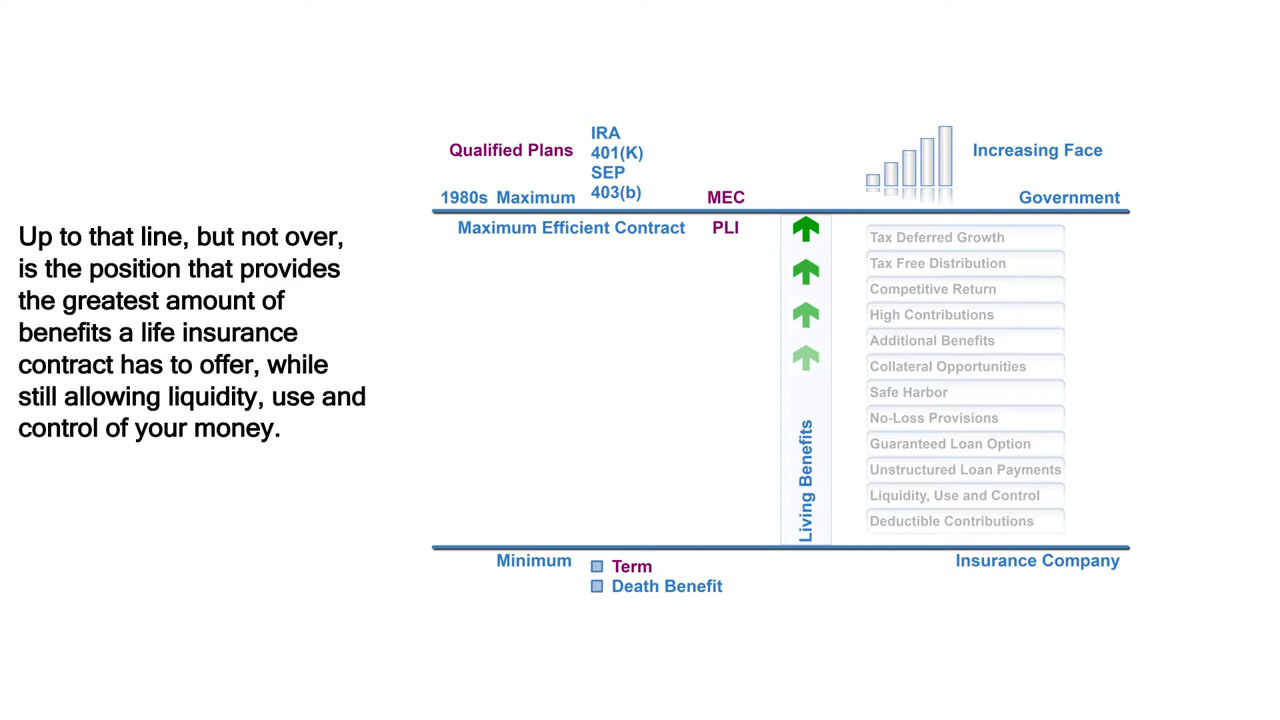 Up to that line, but not over,
is the position that provides
the greatest amount of
benefits a life insurance
contract has to offer, while
still allowing liquidity, use and
control of your money.
Qualified Plans
IRA
401(K)
SEP
403(b)
1980s Maximum
MEC
Increasing Face
Government
Maximum Efficient Contract
PLI
Living Benefits
Tax Deferred Growth
Tax Free Distribution
Competitive Return
High Contributions
Additional Benefits
Collateral Opportunities
Safe Harbor
No-Loss Provisions
Guaranteed Loan Option
Unstructured Loan Payments
Liquidity, Use and Control
Deductible Contributions
Minimum
Term
Death Benefit
Insurance Company